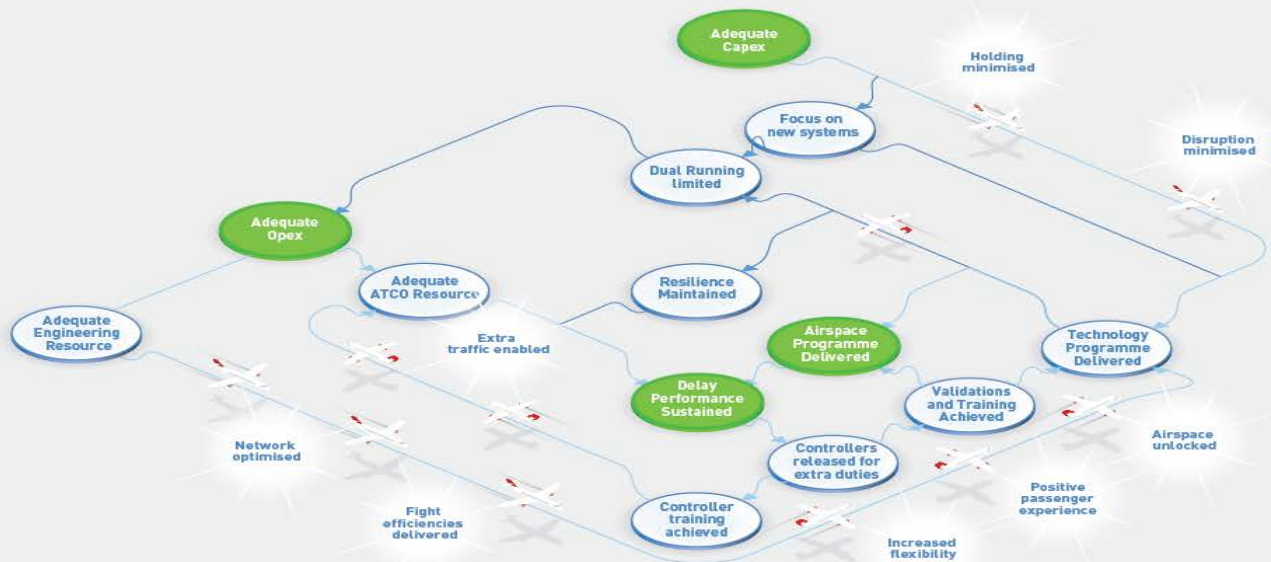 Adequate
Capex
Holding
minimised
Focus on
new systems
Disruption
minimised
Dual Running
limited
Adequate
Opex
Adequate
ATCO Resource
Resilience
Maintained
Adequate
Engineering
Resource
Extra
traffic enabled
Airspace
Programme
Delivered
Technology
Programme
Delivered
Delay
Performance
Sustained
Validations
and Training
Achieved
Network
optimised
Controllers
released for
extra duties
Airspace
unlocked
Positive
passenger
experience
Fight
efficiencies
delivered
Controller
training
achieved
Increased
flexibility